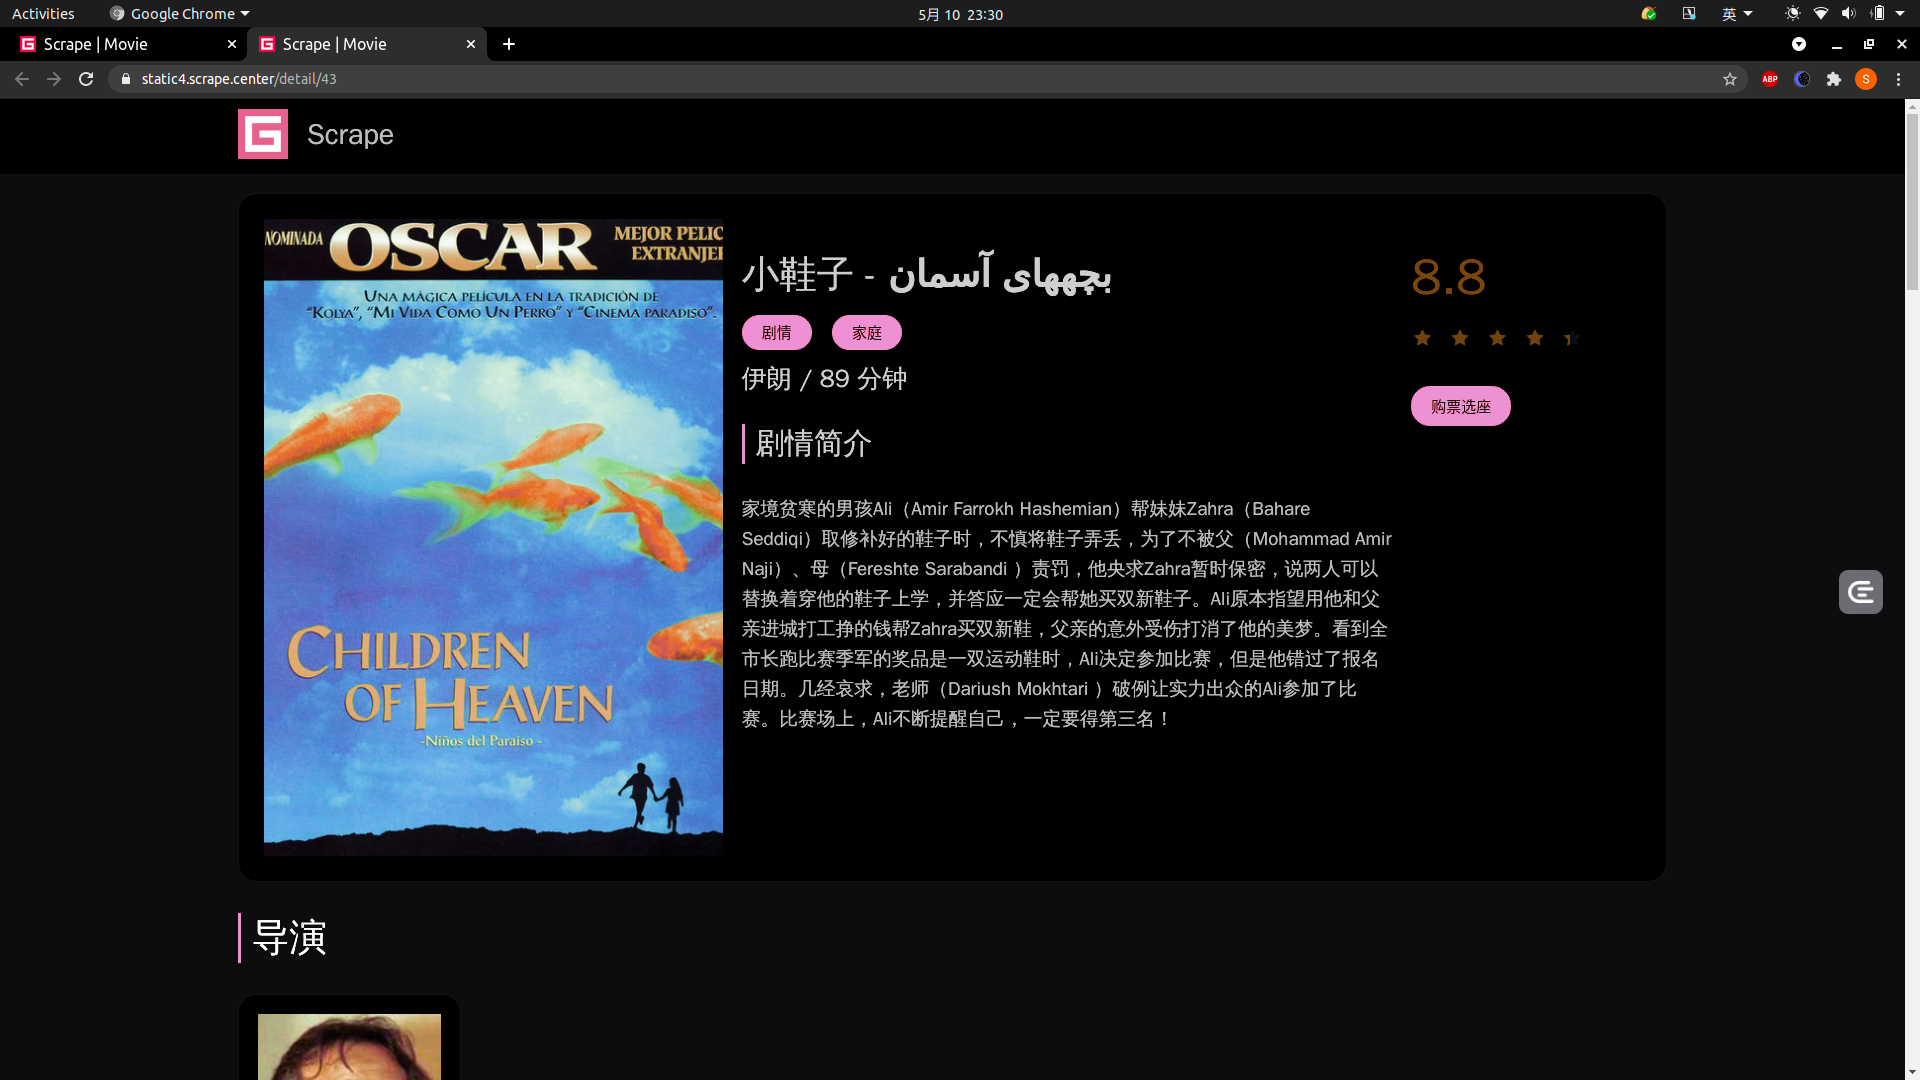 Activities
Google Chrome
5月 10 23:30
英
Scrape | Movie
Scrape | Movie
static4.scrape.center/detail/43
ABP
S
Scrape
NOMINADA OSCAR MEJOR PELIC
EXTRANJER
UNA MÁGICA PELÍCULA EN LA TRADICIÓN DE
“KOLYA”, “MI VIDA COMO UN PERRO” Y “CINEMA PARADISO”.
CHILDREN
OF HEAVEN
-Niños del Paraíso -
小鞋子 - بچههای آسمان
剧情
家庭
伊朗 / 89 分钟
剧情简介
家境贫寒的男孩Ali（Amir Farrokh Hashemian）帮妹妹Zahra（Bahare
Seddiqi）取修补好的鞋子时，不慎将鞋子弄丢，为了不被父（Mohammad Amir
Naji）、母（Fereshte Sarabandi ）责罚，他央求Zahra暂时保密，说两人可以
替换着穿他的鞋子上学，并答应一定会帮她买双新鞋子。Ali原本指望用他和父
亲进城打工挣的钱帮Zahra买双新鞋，父亲的意外受伤打消了他的美梦。看到全
市长跑比赛季军的奖品是一双运动鞋时，Ali决定参加比赛，但是他错过了报名
日期。几经哀求，老师（Dariush Mokhtari ）破例让实力出众的Ali参加了比
赛。比赛场上，Ali不断提醒自己，一定要得第三名！
8.8
购票选座
导演